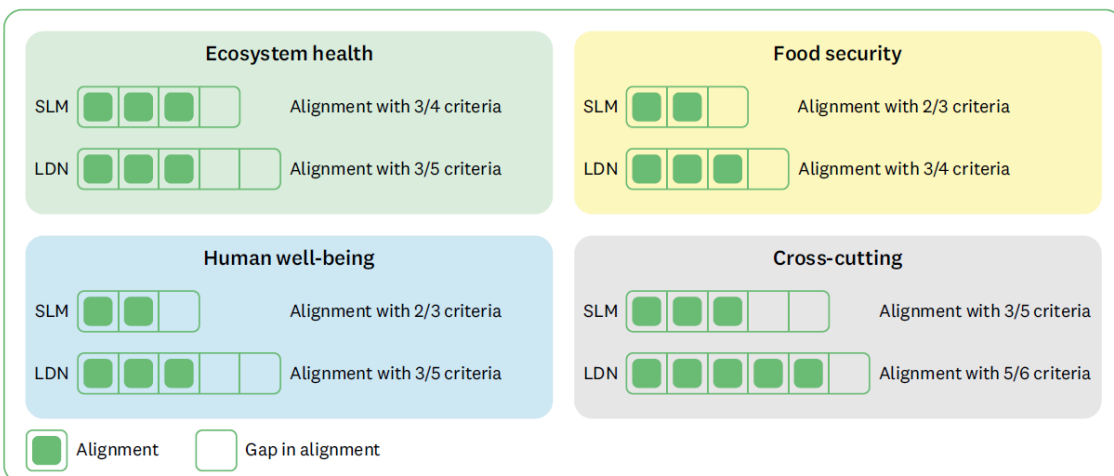 Ecosystem health
SLM Alignment with 3/4 criteria
LDN Alignment with 3/5 criteria
Food security
SLM Alignment with 2/3 criteria
LDN Alignment with 3/4 criteria
Human well-being
SLM Alignment with 2/3 criteria
LDN Alignment with 3/5 criteria
Cross-cutting
SLM Alignment with 3/5 criteria
LDN Alignment with 5/6 criteria
Alignment Gap in alignment